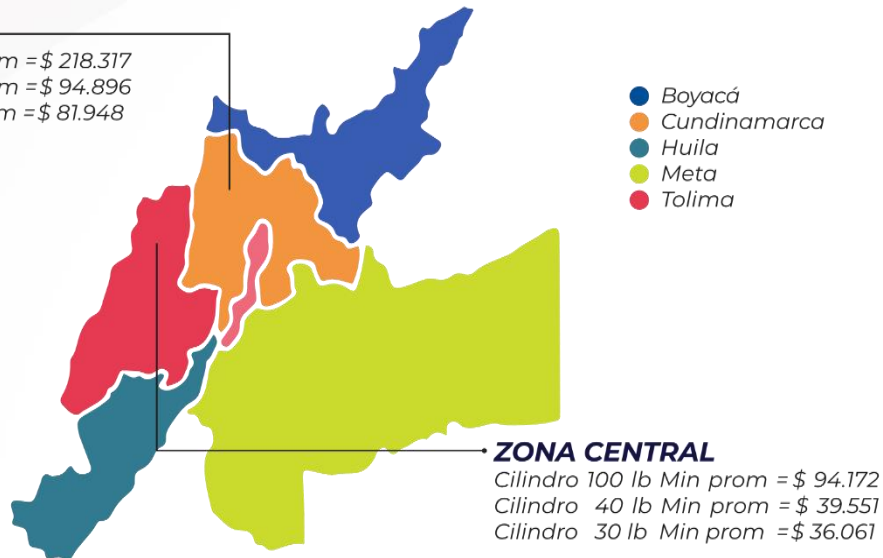 = $ 218.317
= $ 94.896
= $ 81.948
Boyacá
Cundinamarca
Huila
Meta
Tolima
ZONA CENTRAL
Cilindro 100 lb Min prom = $ 94.172
Cilindro 40 lb Min prom = $ 39.551
Cilindro 30 lb Min prom = $ 36.061